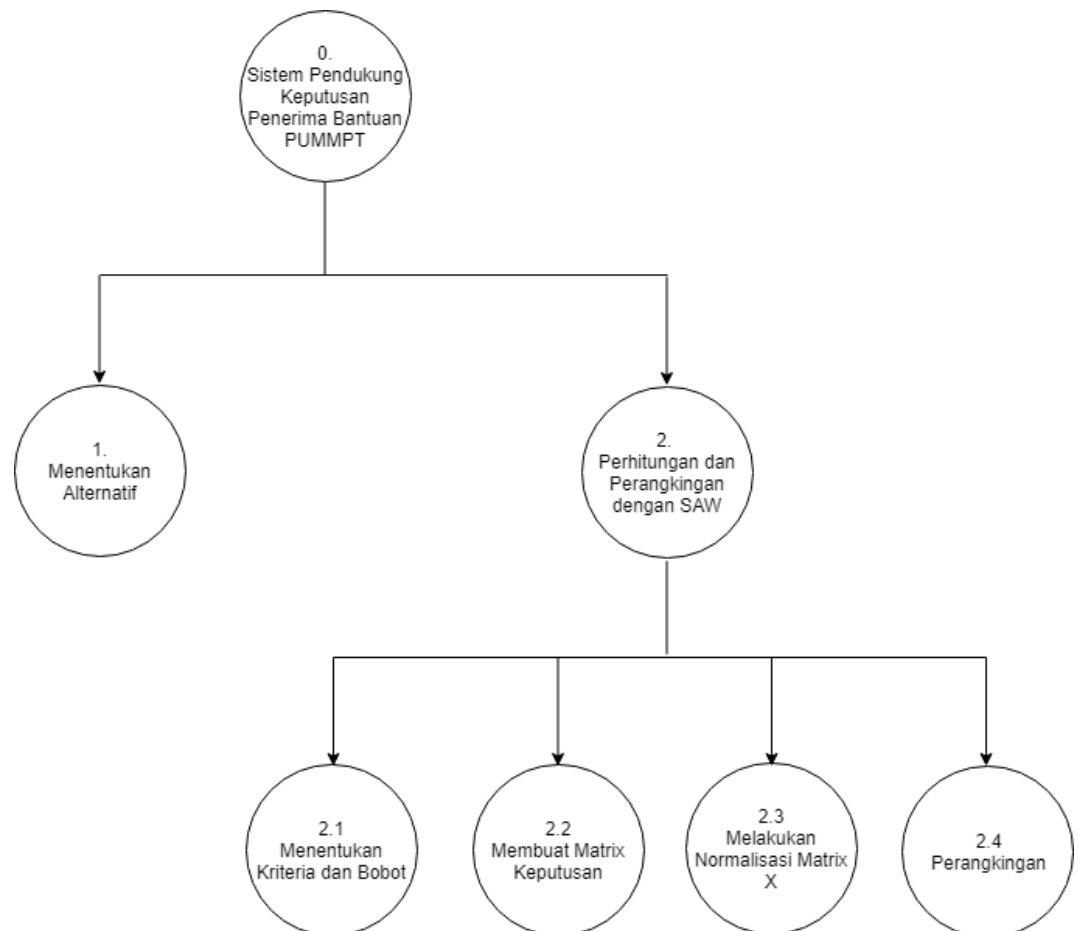 0.
Sistem Pendukung
Keputusan
Penerima Bantuan
PUMMPT
1.
Menentukan
Alternatif
2.
Perhitungan dan
Perangkingan
dengan SAW
2.1
Menentukan
Kriteria dan Bobot
2.2
Membuat Matrix
Keputusan
2.3
Melakukan
Normalisasi Matrix
X
2.4
Perangkingan